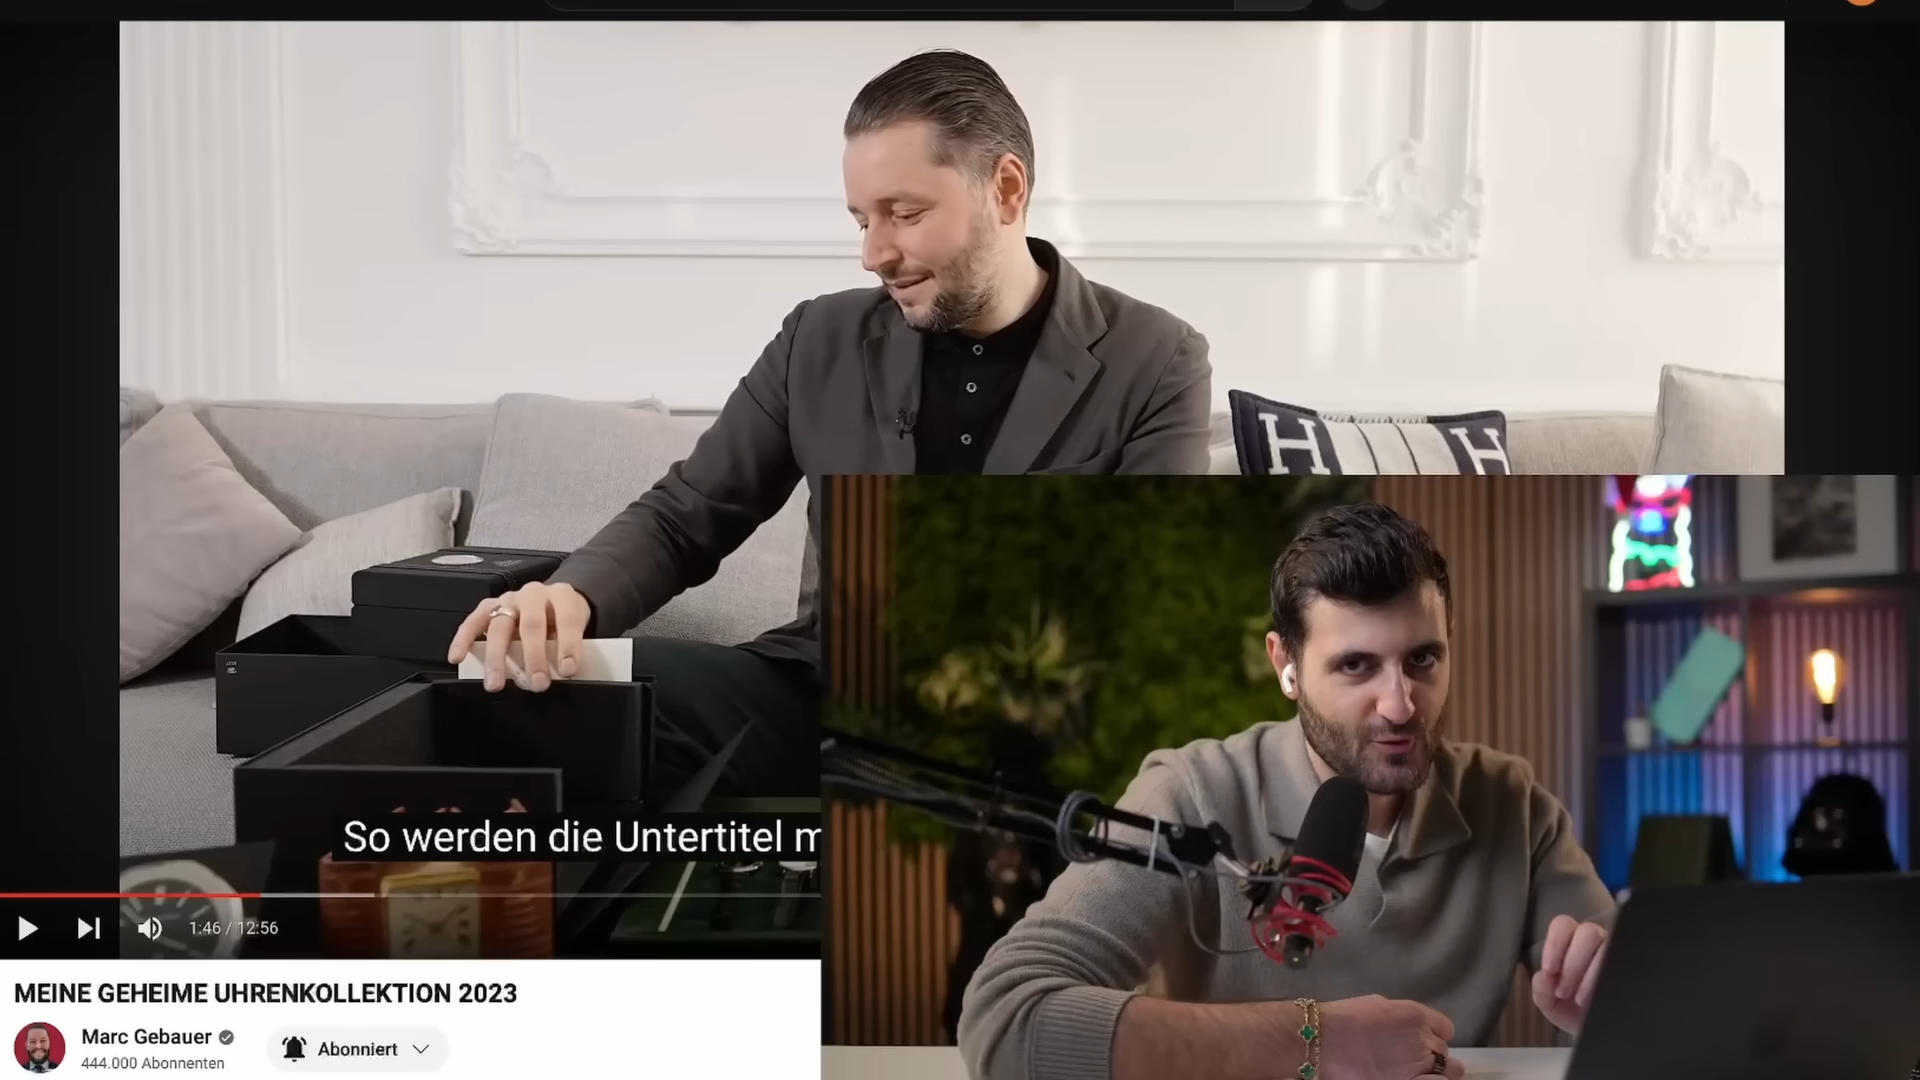 H H
So werden die Untertitel m
1:46 / 12:56
MEINE GEHEIME UHRENKOLLEKTION 2023
Marc Gebauer
444.000 Abonnenten
Abonniert